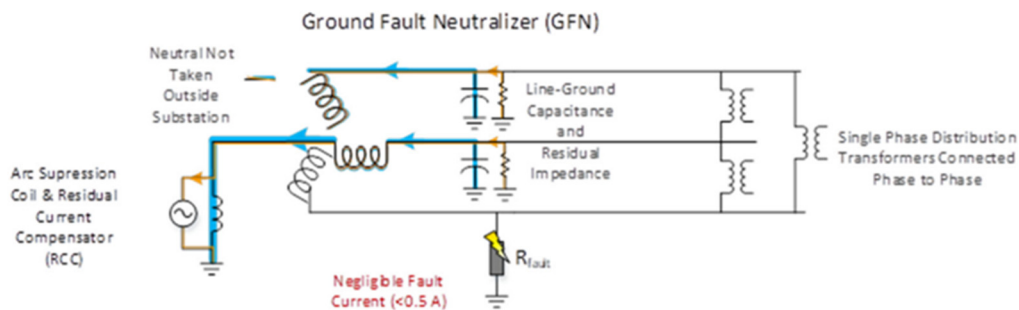 Ground Fault Neutralizer (GFN)
Neutral Not
Taken
Outside
Substation
Line-Ground
Capacitance
and
Residual
Impedance
Single Phase Distribution
Transformers Connected
Phase to Phase
Arc Supression
Coil & Residual
Current
Compensator
(RCC)
Rfault
Negligible Fault
Current (<0.5 A)